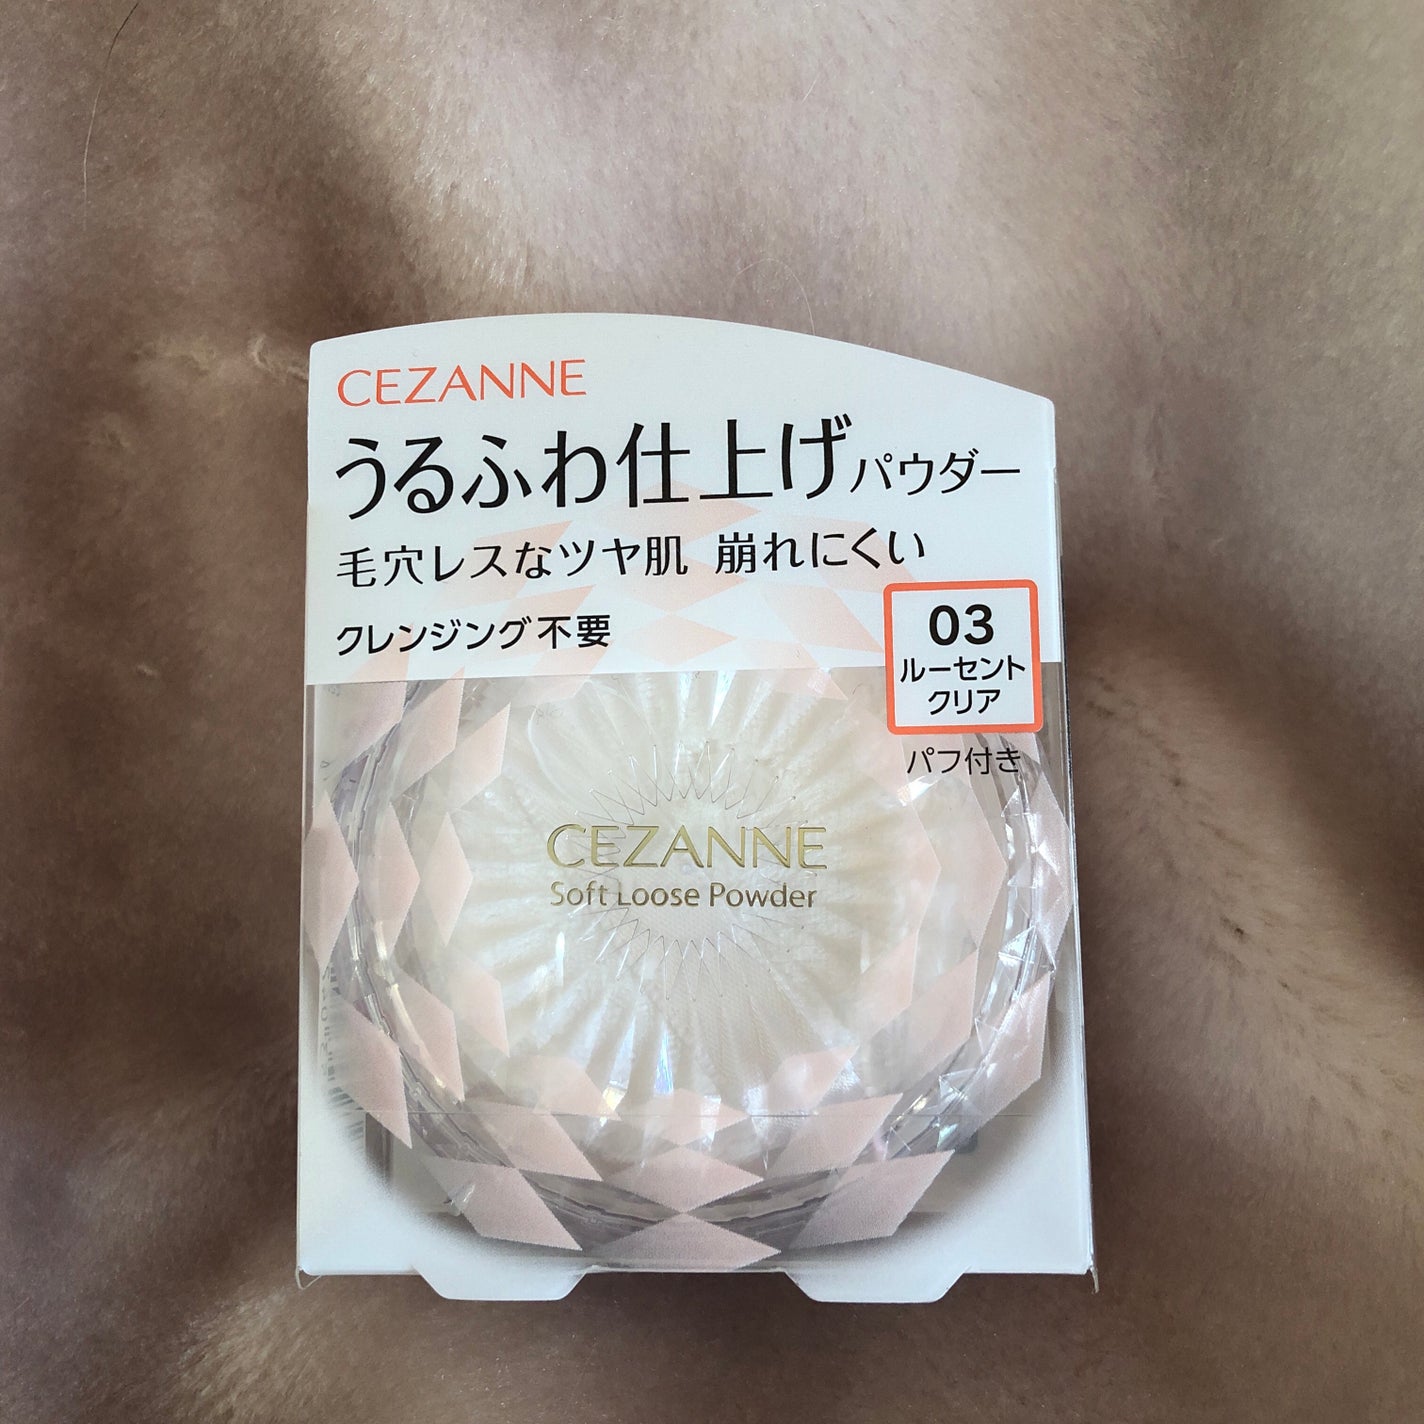 CEZANNE
うるふわ仕上げパウダー
毛穴レスなツヤ肌 崩れにくい
クレンジング不要
03
ルーセント
クリア
パフ付き
CEZANNE
Soft Loose Powder